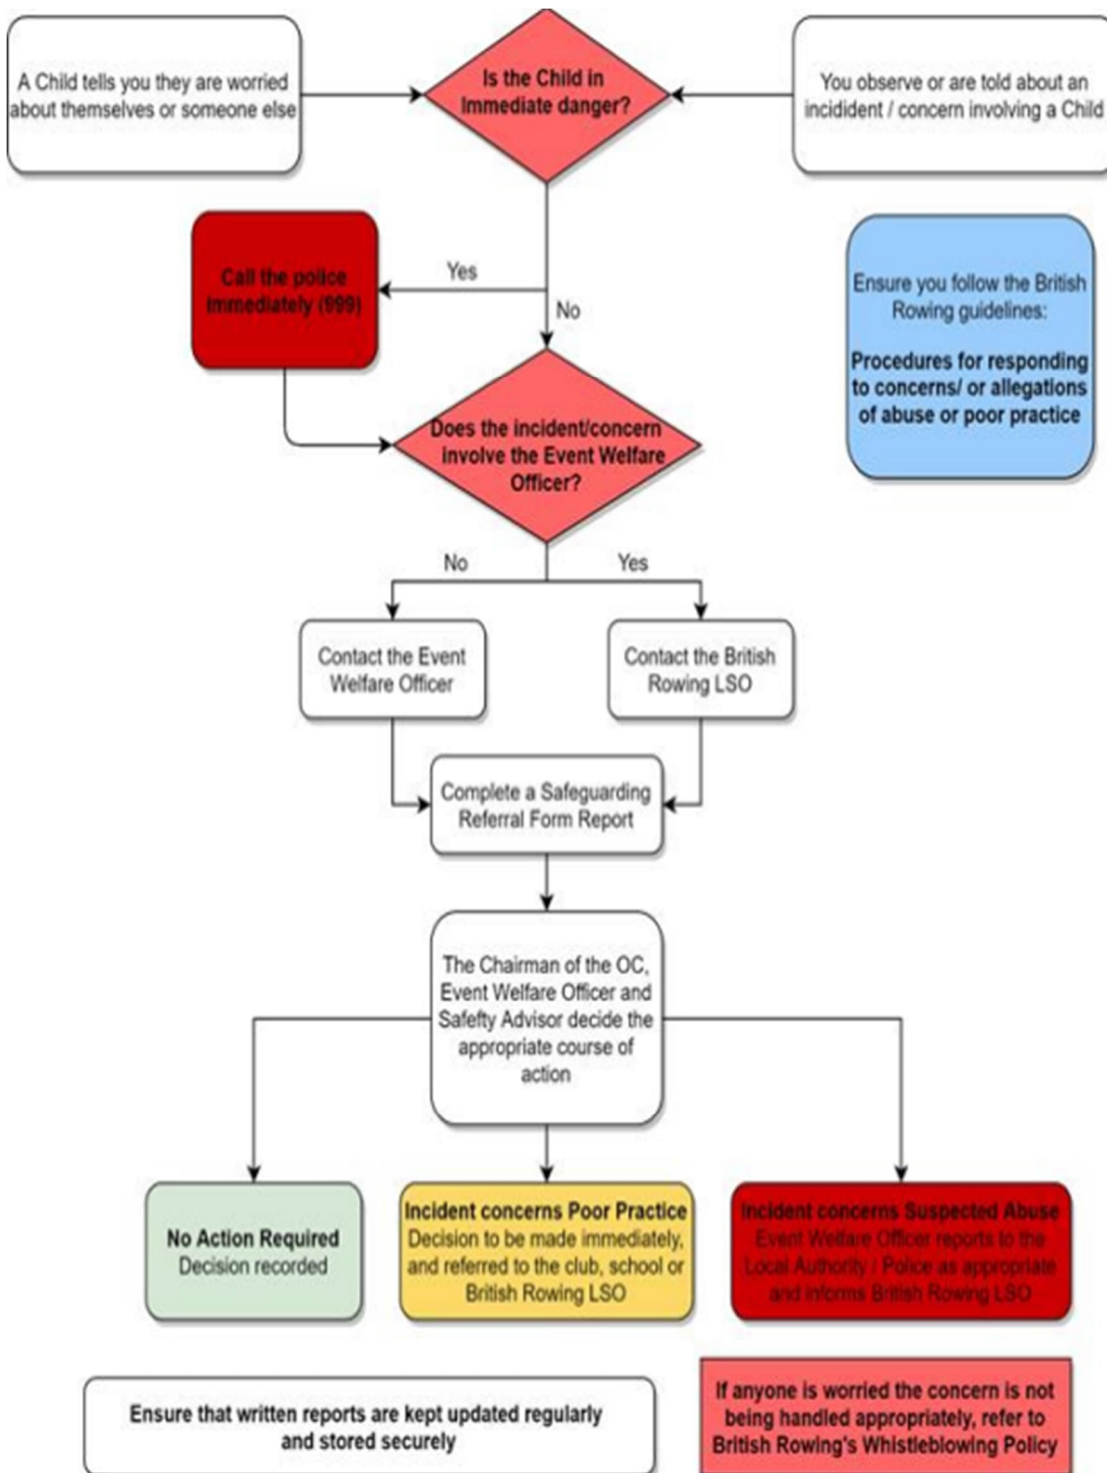 A Child tells you they are worried
about themselves or someone else
Is the Child in
Immediate danger?
You observe or are told about an
incidident / concern involving a Child
Call the police
immediately (999)
Yes
No
Ensure you follow the British
Rowing guidelines:
Procedures for responding
to concerns/ or allegations
of abuse or poor practice
Does the incident/concern
involve the Event Welfare
Officer?
No
Yes
Contact the Event
Welfare Officer
Contact the British
Rowing LSO
Complete a Safeguarding
Referral Form Report
The Chairman of the OC,
Event Welfare Officer and
Safefty Advisor decide the
appropriate course of
action
No Action Required
Decision recorded
Incident concerns Poor Practice
Decision to be made immediately,
and referred to the club, school or
British Rowing LSO
Incident concerns Suspected Abuse
Event Welfare Officer reports to the
Local Authority / Police as appropriate
and informs British Rowing LSO
Ensure that written reports are kept updated regularly
and stored securely
If anyone is worried the concern is not
being handled appropriately, refer to
British Rowing's Whistleblowing Policy